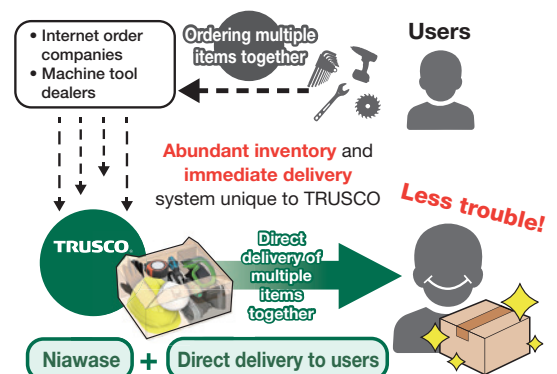 • Internet order
companies
• Machine tool
dealers
Ordering multiple
items together
Users
Abundant inventory and
immediate delivery
system unique to TRUSCO
Less trouble!
TRUSCO
Direct
delivery of
multiple
items
together
Niawase + Direct delivery to users